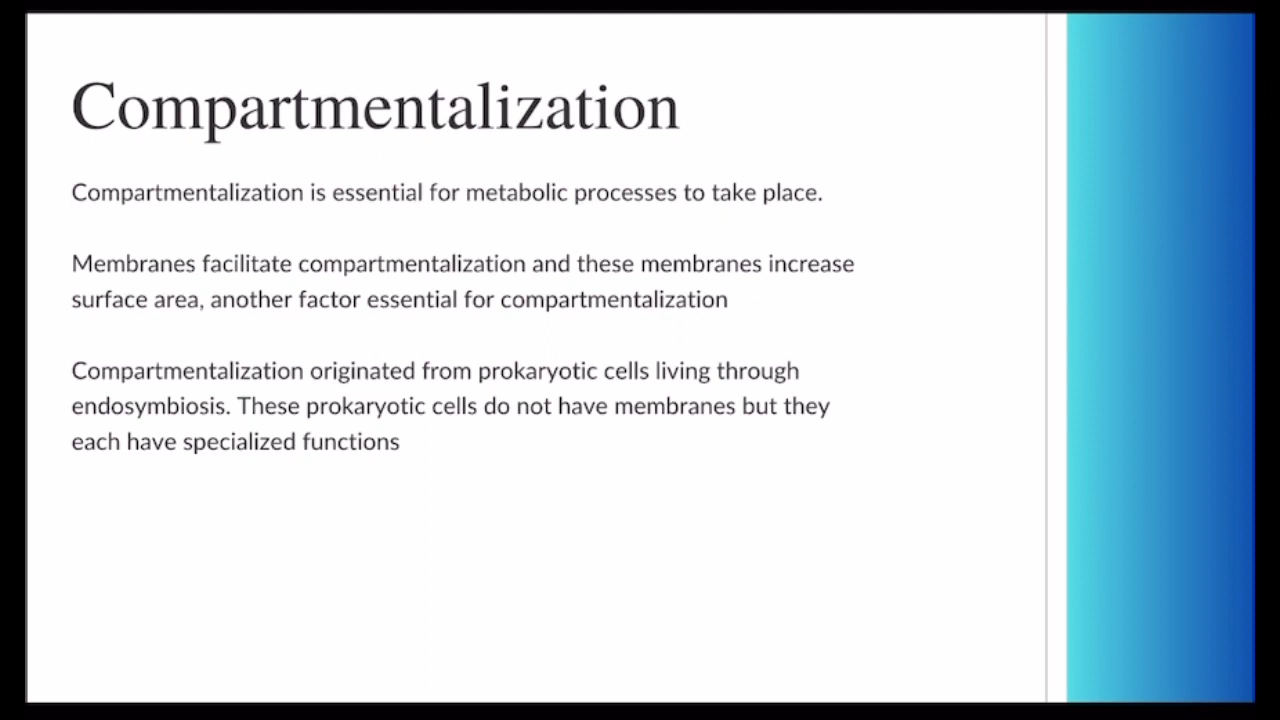 Compartmentalization
Compartmentalization is essential for metabolic processes to take place.
Membranes facilitate compartmentalization and these membranes increase
surface area, another factor essential for compartmentalization
Compartmentalization originated from prokaryotic cells living through
endosymbiosis. These prokaryotic cells do not have membranes but they
each have specialized functions